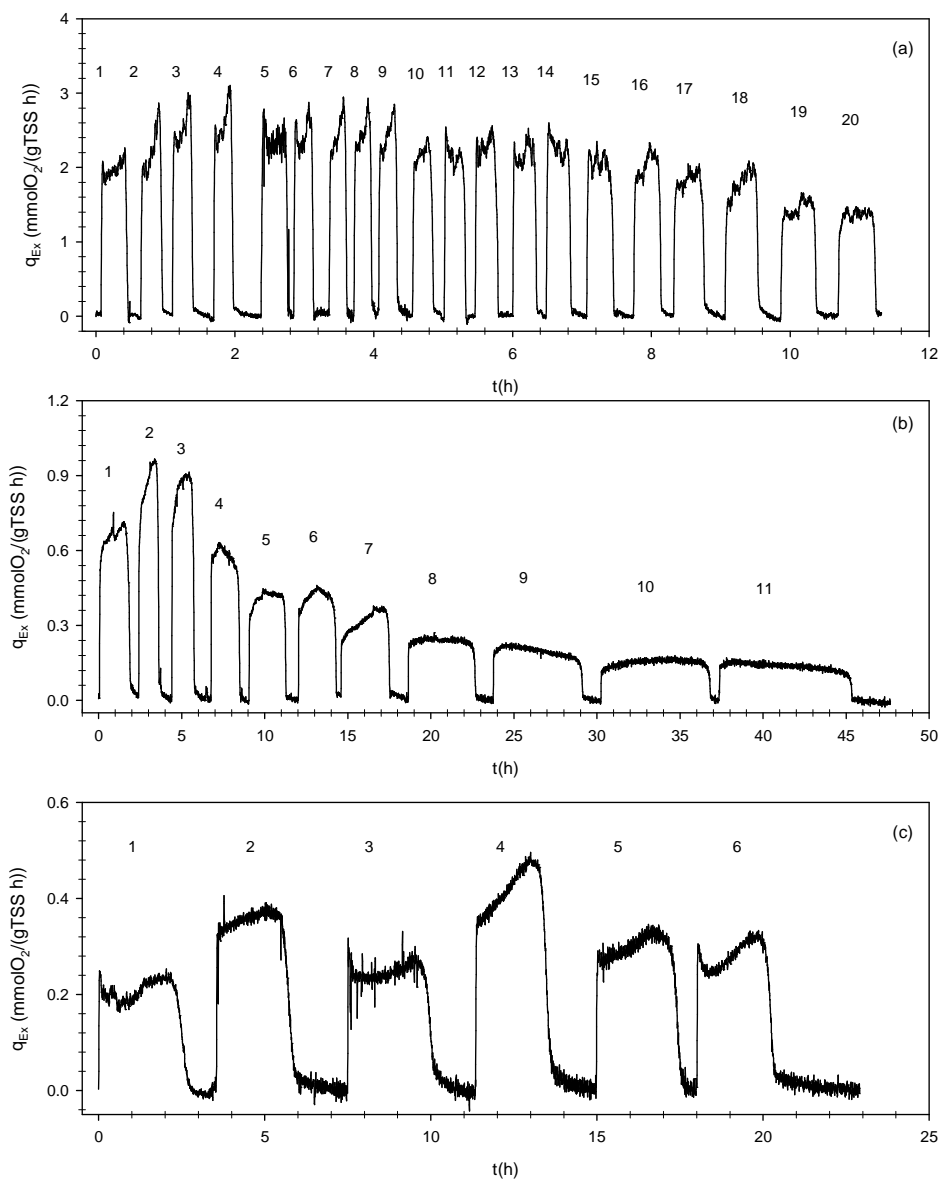 (a)
1 2 3 4 5 6 7 8 9 10 11 12 13 14 15 16 17 18 19 20
4
3
2
1
0
q_Ex (mmolO_2/(gTSS h))
0 2 4 6 8 10 12
t(h)
(b)
1 2 3 4 5 6 7 8 9 10 11
1.2
0.9
0.6
0.3
0.0
q_Ex (mmolO_2/(gTSS h))
0 5 10 15 20 25 30 35 40 45 50
t(h)
(c)
1 2 3 4 5 6
0.6
0.4
0.2
0.0
q_Ex (mmolO_2/(gTSS h))
0 5 10 15 20 25
t(h)